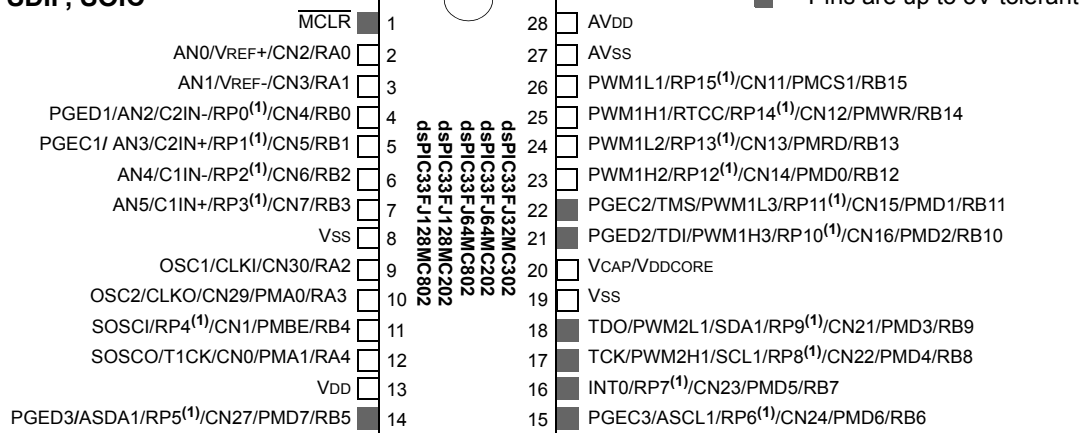 MCLR 1
AN0/VREF+/CN2/RA0 2
AN1/VREF-/CN3/RA1 3
PGED1/AN2/C2IN-/RP0(1)/CN4/RB0 4
PGEC1/ AN3/C2IN+/RP1(1)/CN5/RB1 5
AN4/C1IN-/RP2(1)/CN6/RB2 6
AN5/C1IN+/RP3(1)/CN7/RB3 7
VSS 8
OSC1/CLKI/CN30/RA2 9
OSC2/CLKO/CN29/PMA0/RA3 10
SOSCI/RP4(1)/CN1/PMBE/RB4 11
SOSCO/T1CK/CN0/PMA1/RA4 12
VDD 13
PGED3/ASDA1/RP5(1)/CN27/PMD7/RB5 14
dsPIC33FJ32MC302
dsPIC33FJ64MC202
dsPIC33FJ64MC802
dsPIC33FJ128MC202
dsPIC33FJ128MC802
28 AVDD
27 AVSS
26 PWM1L1/RP15(1)/CN11/PMCS1/RB15
25 PWM1H1/RTCC/RP14(1)/CN12/PMWR/RB14
24 PWM1L2/RP13(1)/CN13/PMRD/RB13
23 PWM1H2/RP12(1)/CN14/PMD0/RB12
22 PGEC2/TMS/PWM1L3/RP11(1)/CN15/PMD1/RB11
21 PGED2/TDI/PWM1H3/RP10(1)/CN16/PMD2/RB10
20 VCAP/VDDCORE
19 VSS
18 TDO/PWM2L1/SDA1/RP9(1)/CN21/PMD3/RB9
17 TCK/PWM2H1/SCL1/RP8(1)/CN22/PMD4/RB8
16 INT0/RP7(1)/CN23/PMD5/RB7
15 PGEC3/ASCL1/RP6(1)/CN24/PMD6/RB6